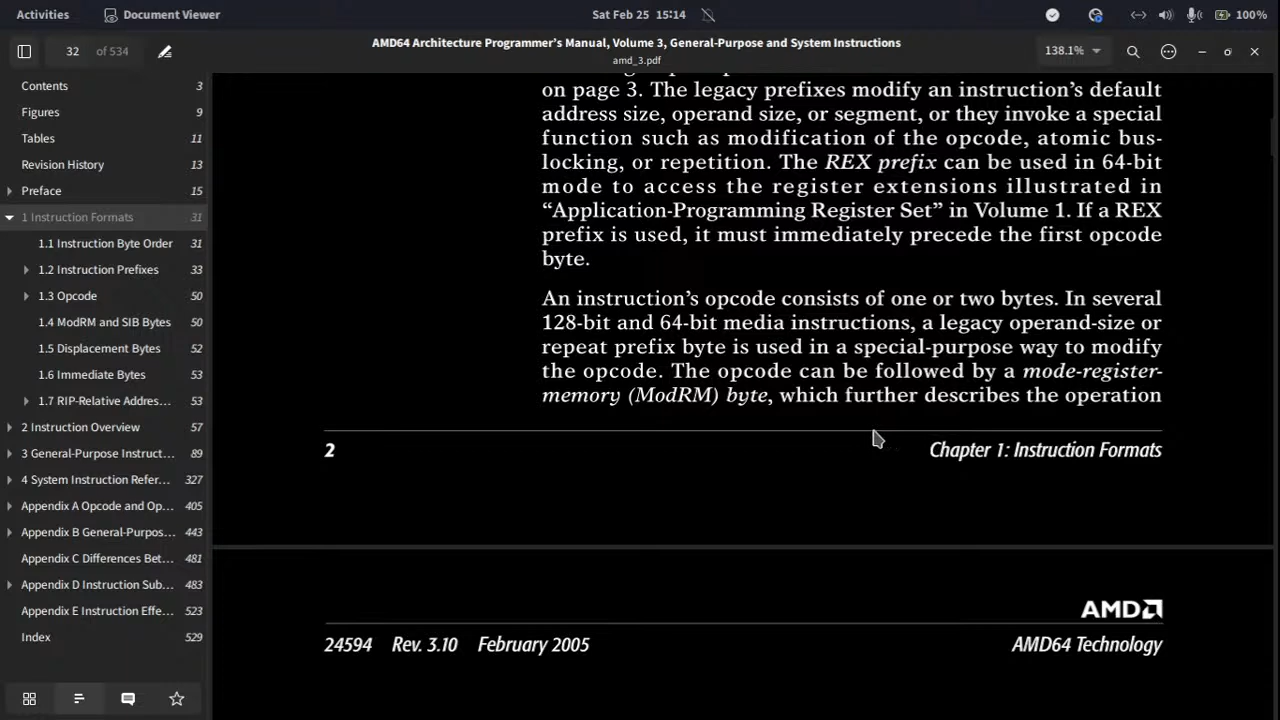 Activities
Document Viewer
Sat Feb 25 15:14
100%
32 of 534
AMD64 Architecture Programmer's Manual, Volume 3, General-Purpose and System Instructions
amd_3.pdf
138.1%
Contents 3
Figures 9
Tables 11
Revision History 13
Preface 15
1 Instruction Formats 31
1.1 Instruction Byte Order 31
1.2 Instruction Prefixes 33
1.3 Opcode 50
1.4 ModRM and SIB Bytes 50
1.5 Displacement Bytes 52
1.6 Immediate Bytes 53
1.7 RIP-Relative Addres... 53
2 Instruction Overview 57
3 General-Purpose Instruct... 89
4 System Instruction Refer... 327
Appendix A Opcode and Op... 405
Appendix B General-Purpos... 443
Appendix C Differences Bet... 481
Appendix D Instruction Sub... 483
Appendix E Instruction Effe... 523
Index 529
on page 3. The legacy prefixes modify an instruction's default
address size, operand size, or segment, or they invoke a special
function such as modification of the opcode, atomic bus-
locking, or repetition. The REX prefix can be used in 64-bit
mode to access the register extensions illustrated in
“Application-Programming Register Set” in Volume 1. If a REX
prefix is used, it must immediately precede the first opcode
byte.
An instruction's opcode consists of one or two bytes. In several
128-bit and 64-bit media instructions, a legacy operand-size or
repeat prefix byte is used in a special-purpose way to modify
the opcode. The opcode can be followed by a mode-register-
memory (ModRM) byte, which further describes the operation
2
Chapter 1: Instruction Formats
AMD
24594 Rev. 3.10 February 2005
AMD64 Technology